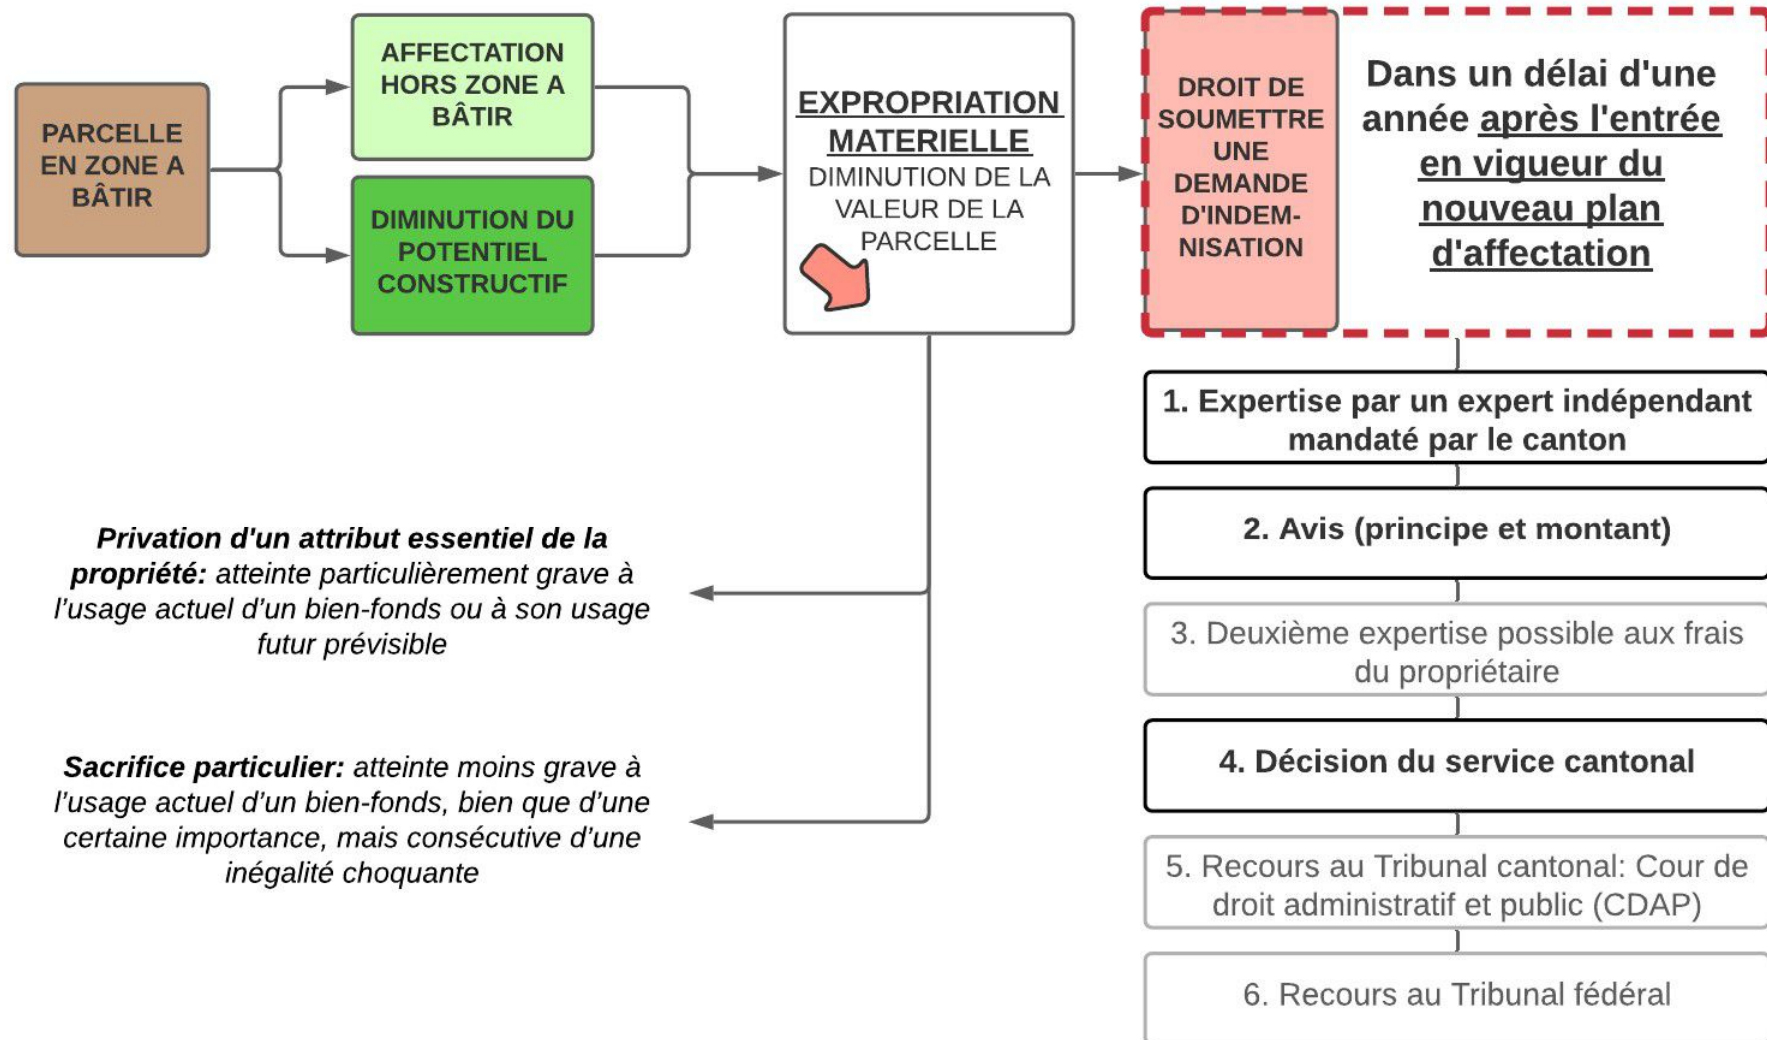 PARCELLE
EN ZONE A
BÂTIR
AFFECTATION
HORS ZONE A
BÂTIR
DIMINUTION DU
POTENTIEL
CONSTRUCTIF
EXPROPRIATION
MATERIELLE
DIMINUTION DE LA
VALEUR DE LA
PARCELLE
DROIT DE
SOUMETTRE
UNE
DEMANDE
D'INDEM-
NISATION
Dans un délai d'une
année après l'entrée
en vigueur du
nouveau plan
d'affectation
1. Expertise par un expert indépendant
mandaté par le canton
2. Avis (principe et montant)
3. Deuxième expertise possible aux frais
du propriétaire
4. Décision du service cantonal
5. Recours au Tribunal cantonal: Cour de
droit administratif et public (CDAP)
6. Recours au Tribunal fédéral
Privation d'un attribut essentiel de la
propriété: atteinte particulièrement grave à
l’usage actuel d’un bien-fonds ou à son usage
futur prévisible
Sacrifice particulier: atteinte moins grave à
l’usage actuel d’un bien-fonds, bien que d’une
certaine importance, mais consécutive d’une
inégalité choquante